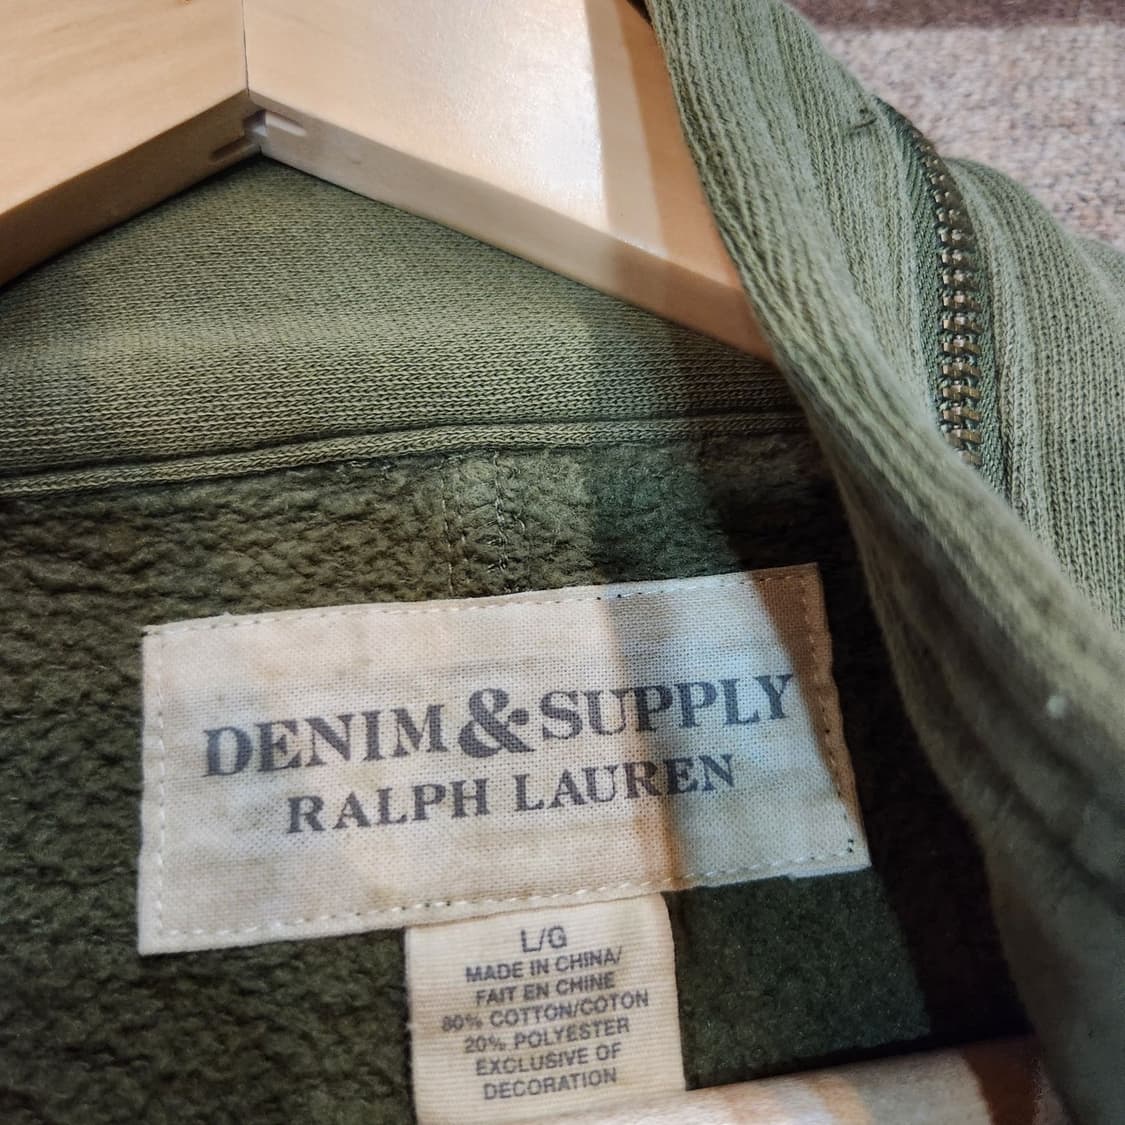 DENIM & SUPPLY
RALPH LAUREN
L/G
MADE IN CHINA/
FAIT EN CHINE
80% COTTON/COTON
20% POLYESTER
EXCLUSIVE OF
DECORATION